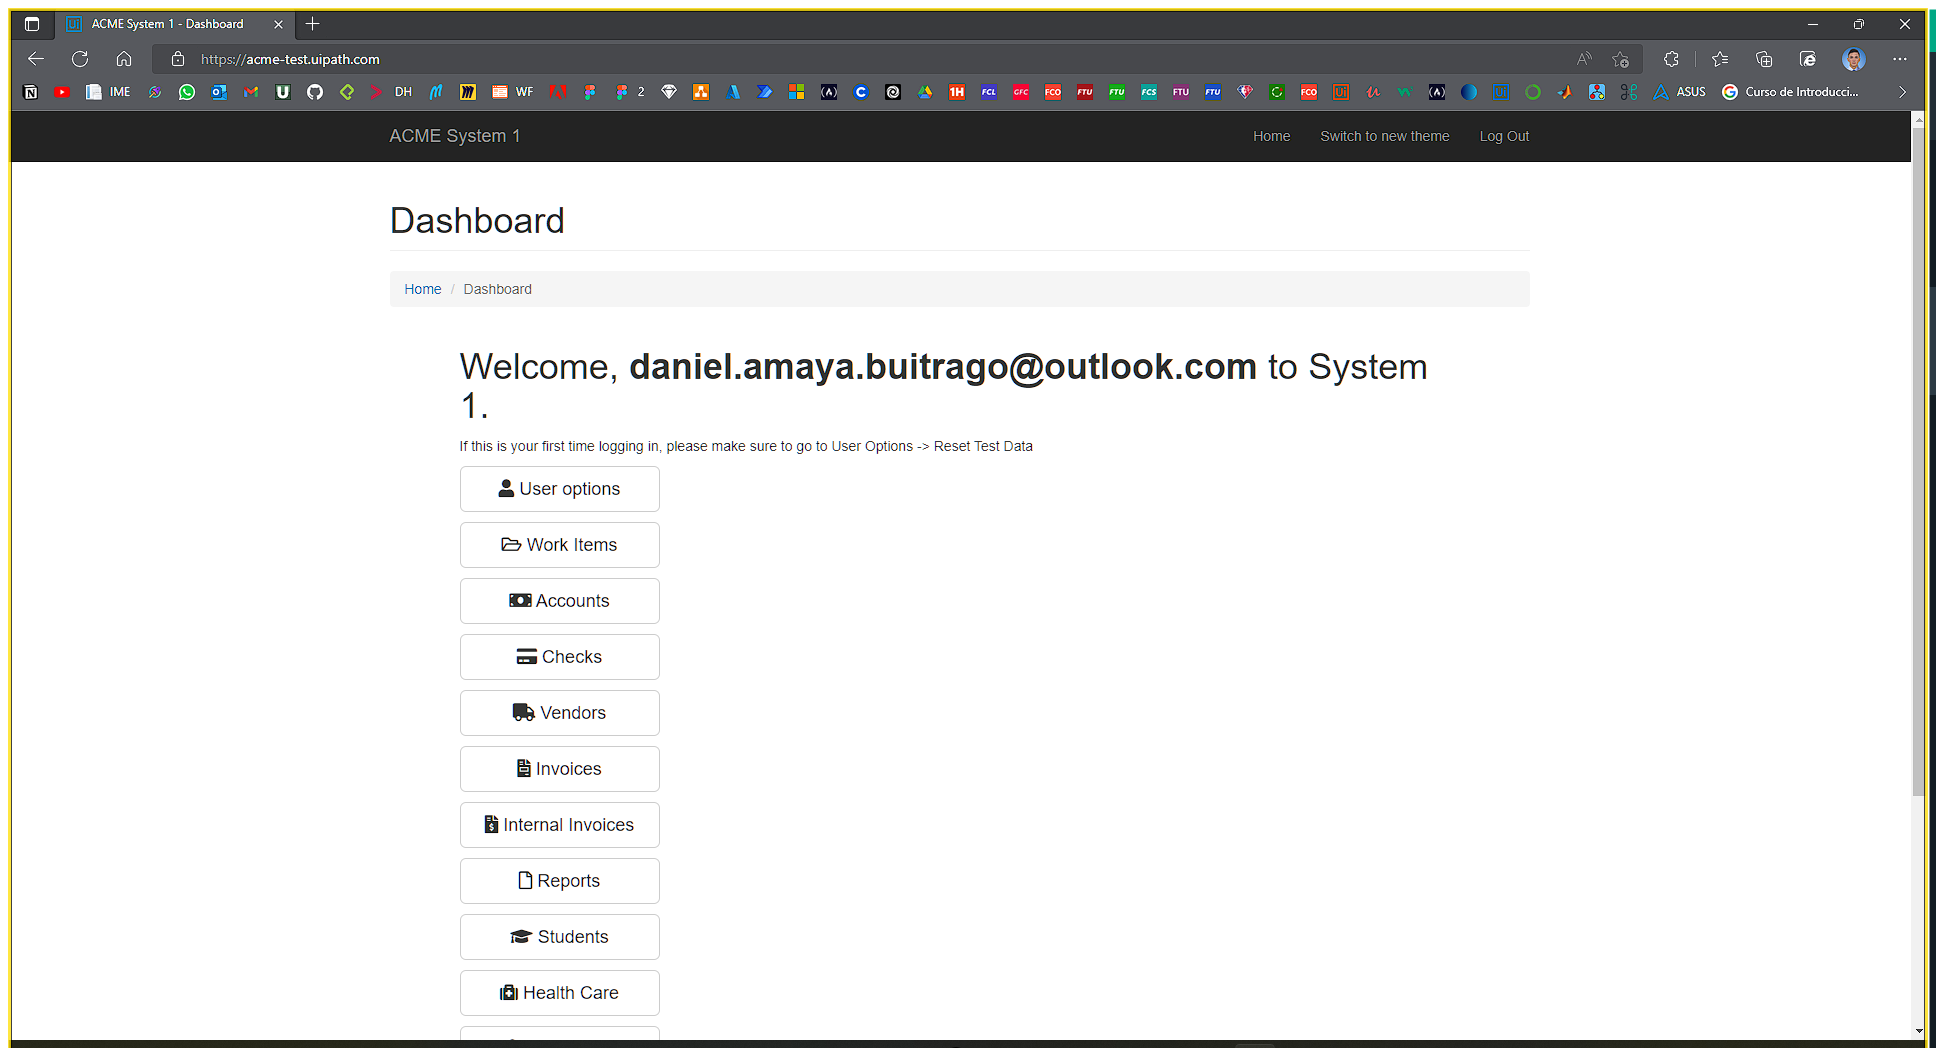 ACME System 1 - Dashboard
https://acme-test.uipath.com
IME
DH
WF
2
1H
FCL
GFC
FCO
FTU
FTU
FCS
FTU
FTU
FCO
ASUS
Curso de Introducci...
ACME System 1
Home
Switch to new theme
Log Out
Dashboard
Home / Dashboard
Welcome, daniel.amaya.buitrago@outlook.com to System
1.
If this is your first time logging in, please make sure to go to User Options -> Reset Test Data
User options
Work Items
Accounts
Checks
Vendors
Invoices
Internal Invoices
Reports
Students
Health Care